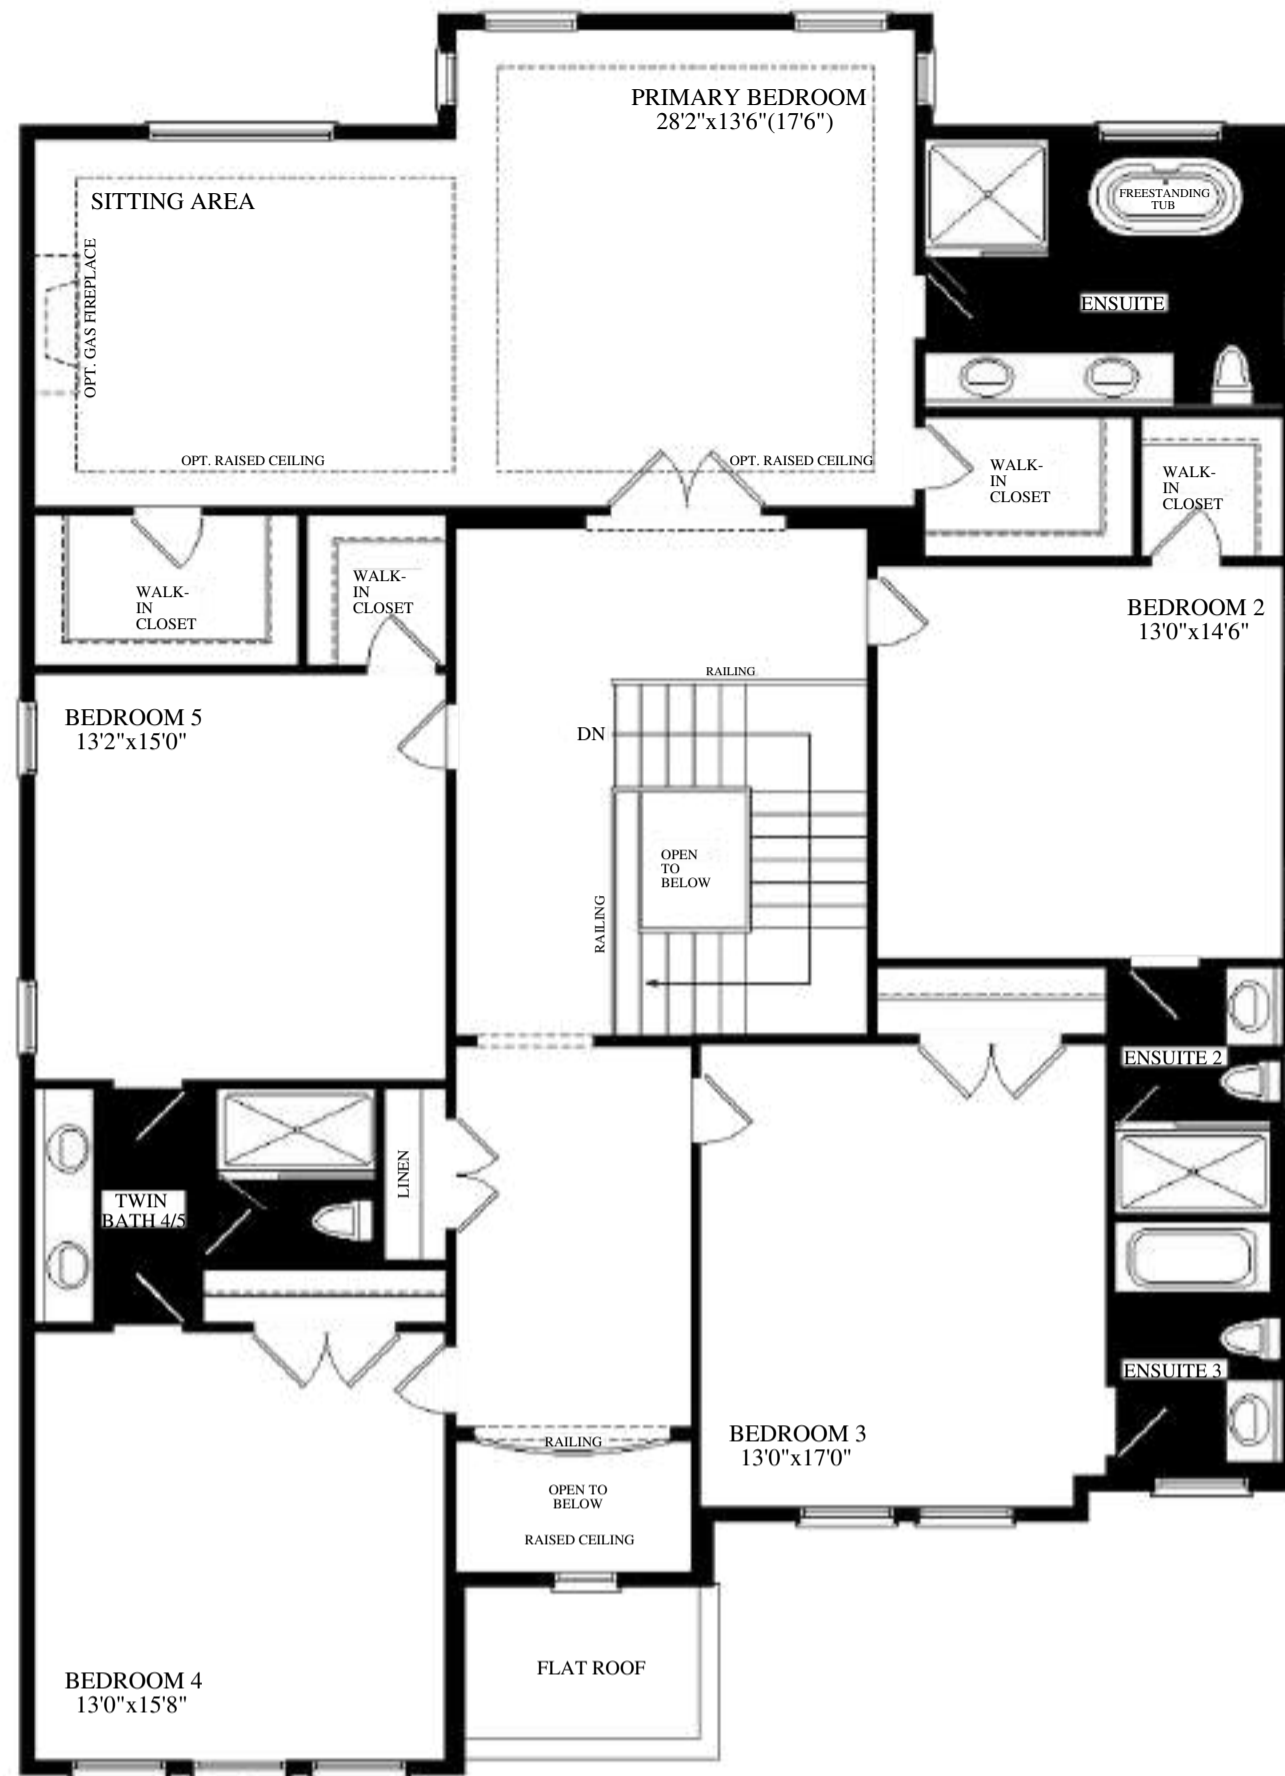 PRIMARY BEDROOM
28'2"x13'6"(17'6")
SITTING AREA
FREESTANDING
TUB
OPT. GAS FIREPLACE
ENSUITE
OPT. RAISED CEILING
OPT. RAISED CEILING
WALK-
IN
CLOSET
WALK-
IN
CLOSET
WALK-
IN
CLOSET
WALK-
IN
CLOSET
BEDROOM 2
13'0"x14'6"
RAILING
BEDROOM 5
13'2"x15'0"
DN
OPEN
TO
BELOW
RAILING
ENSUITE 2
LINEN
TWIN
BATH 4/5
ENSUITE 3
BEDROOM 3
13'0"x17'0"
RAILING
OPEN TO
BELOW
RAISED CEILING
FLAT ROOF
BEDROOM 4
13'0"x15'8"